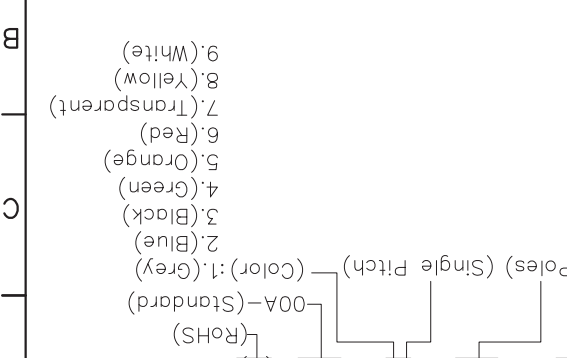 (RoHS)
00A-(Standard)
Poles) (Single Pitch) (Color):1.(Grey)
2.(Blue)
3.(Black)
C
4.(Green)
5.(Orange)
6.(Red)
7.(Transparent)
8.(Yellow)
9.(White)
B